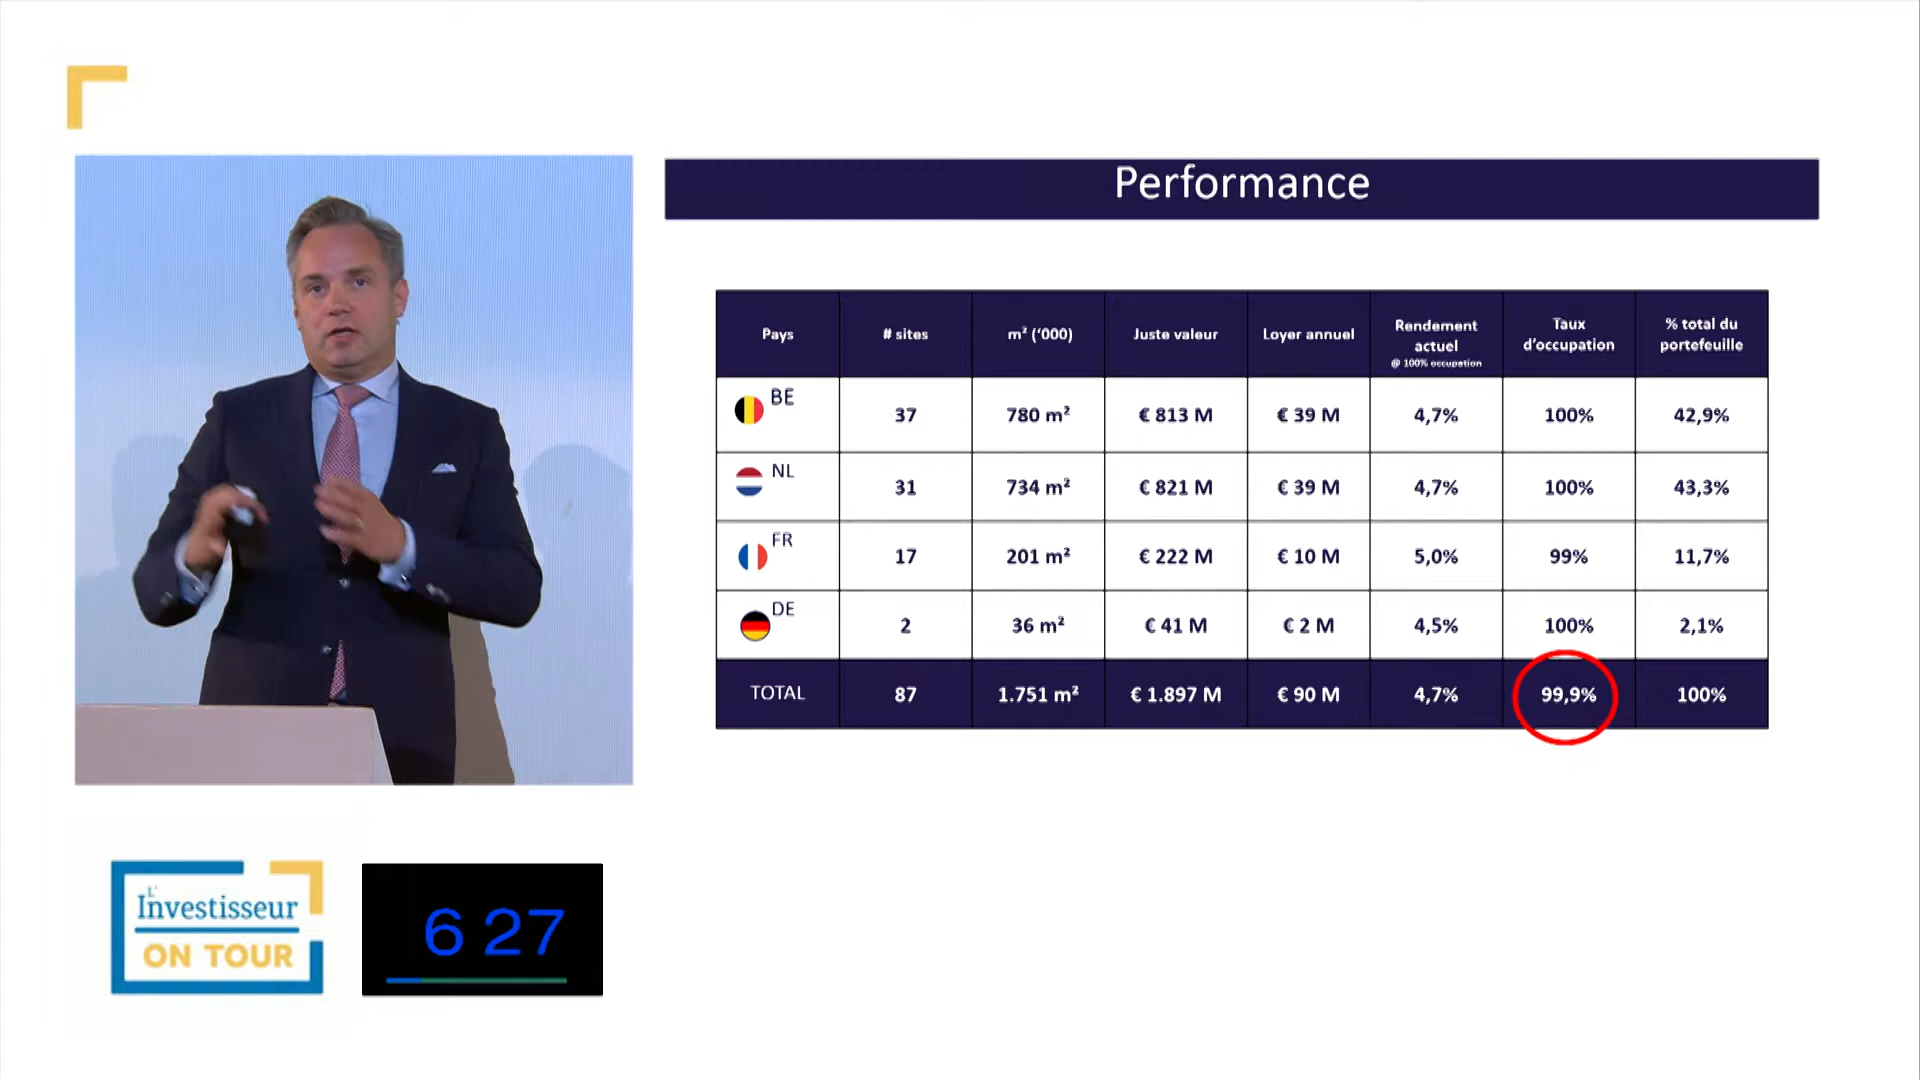 Performance
Pays # sites m² (‘000) Juste valeur Loyer annuel Rendement actuel @ 100% occupation Taux d’occupation % total du portefeuille
BE 37 780 m² € 813 M € 39 M 4,7% 100% 42,9%
NL 31 734 m² € 821 M € 39 M 4,7% 100% 43,3%
FR 17 201 m² € 222 M € 10 M 5,0% 99% 11,7%
DE 2 36 m² € 41 M € 2 M 4,5% 100% 2,1%
TOTAL 87 1.751 m² € 1.897 M € 90 M 4,7% 99,9% 100%
L'Investisseur
ON TOUR
6 27